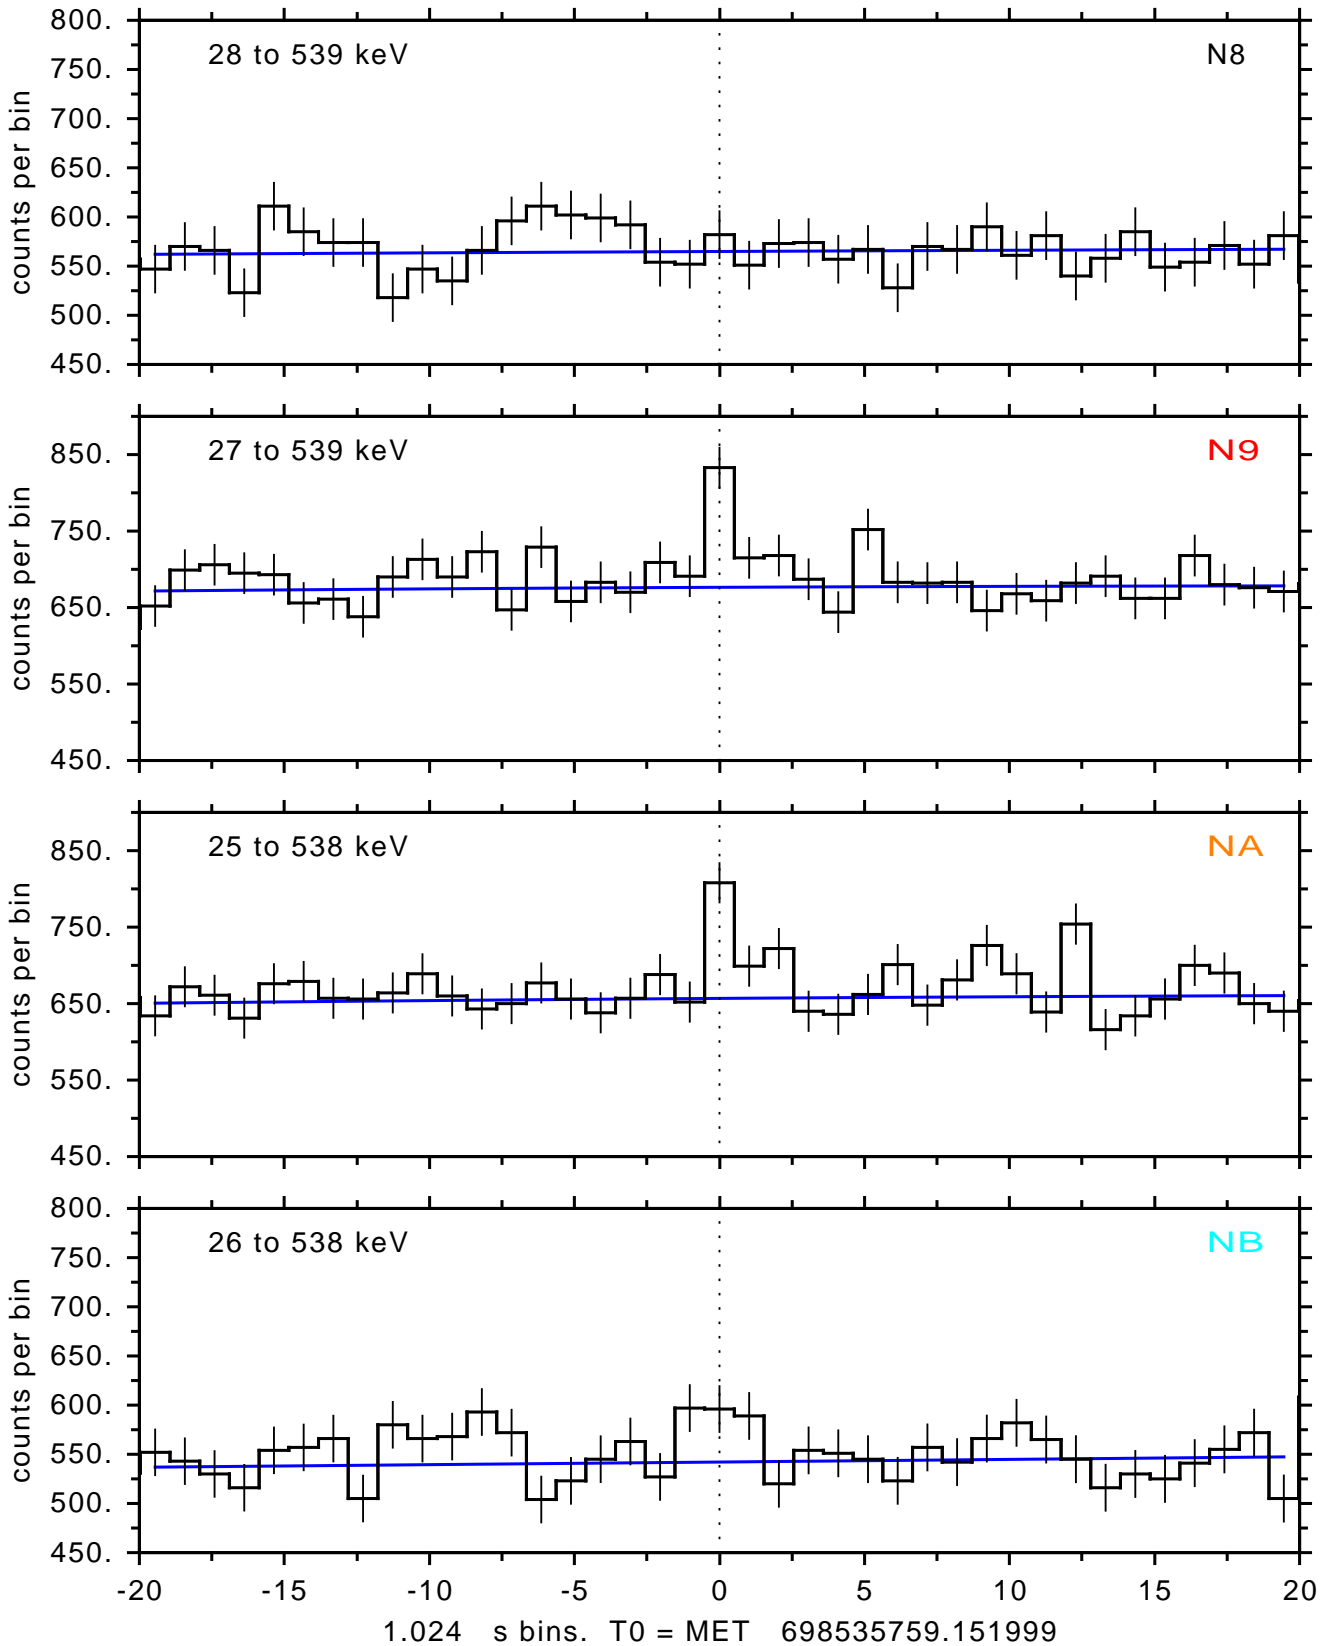 800.
28 to 539 keV N8
750.
700.
650.
600.
550.
500.
450.
counts per bin
27 to 539 keV N9
850.
750.
650.
550.
450.
counts per bin
25 to 538 keV NA
850.
750.
650.
550.
450.
counts per bin
800.
26 to 538 keV NB
750.
700.
650.
600.
550.
500.
450.
counts per bin
-20 -15 -10 -5 0 5 10 15 20
1.024 s bins. T0 = MET 698535759.151999